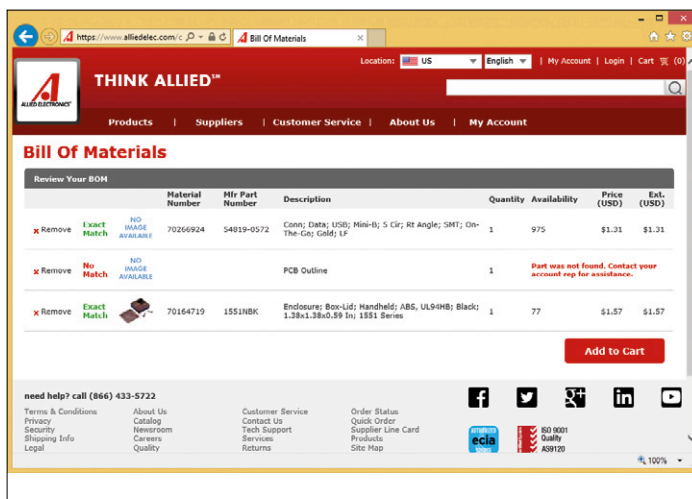 https://www.alliedelec.com/c
Bill Of Materials
Location: US English | My Account | Login | Cart (0)
ALLIED ELECTRONICS
THINK ALLIED℠
Products | Suppliers | Customer Service | About Us | My Account
Bill Of Materials
Review Your BOM
Material Number Mfr Part Number Description Quantity Availability Price (USD) Ext. (USD)
x Remove Exact Match NO IMAGE AVAILABLE 70266924 54819-0572 Conn; Data; USB; Mini-B; 5 Cir; Rt Angle; SMT; On-The-Go; Gold; LF 1 975 $1.31 $1.31
x Remove No Match NO IMAGE AVAILABLE PCB Outline 1 Part was not found. Contact your account rep for assistance.
x Remove Exact Match 70164719 1551NBK Enclosure; Box-Lid; Handheld; ABS, UL94HB; Black; 1.38x1.38x0.59 In; 1551 Series 1 77 $1.57 $1.57
Add to Cart
need help? call (866) 433-5722
Terms & Conditions About Us Customer Service Order Status
Privacy Catalog Contact Us Quick Order
Security Newsroom Tech Support Supplier Line Card
Shipping Info Careers Services Products
Legal Quality Returns Site Map
AUTHORIZED
ecia
ISO 9001
Quality
AS9120
100%